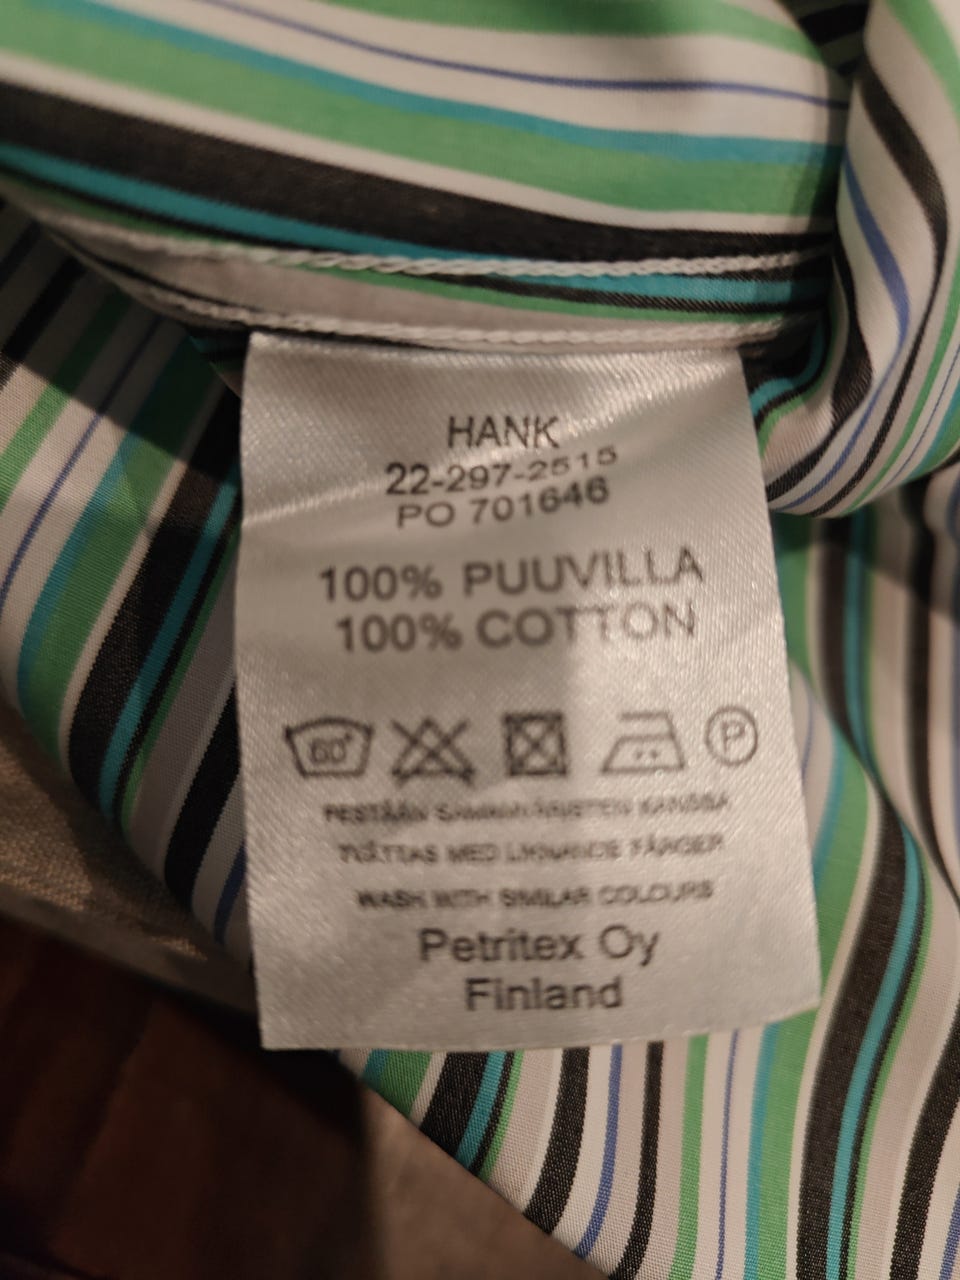 HANK
22-297-2515
PO 701646
100% PUUVILLA
100% COTTON
60° P
PESTÄÄN SAMANVÄRISTEN KANSSA
TVÄTTAS MED LIKNANDE FÄRGER
WASH WITH SIMILAR COLOURS
Petritex Oy
Finland